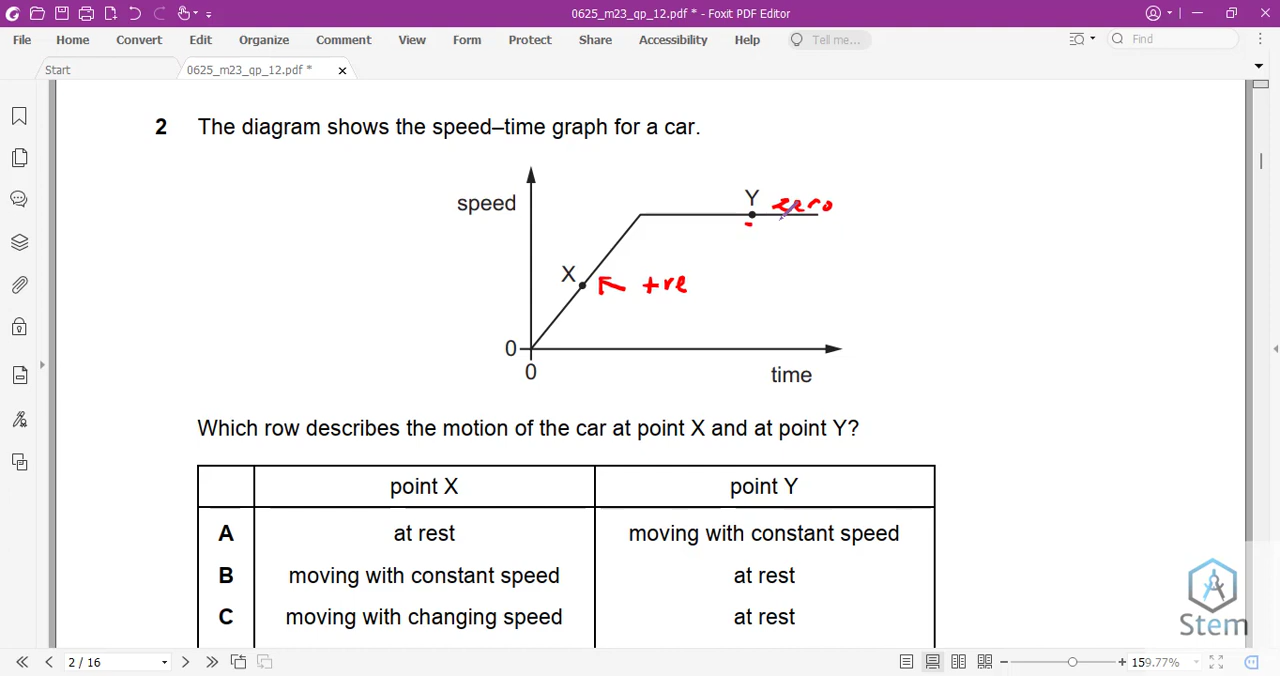 0625_m23_qp_12.pdf * - Foxit PDF Editor
File Home Convert Edit Organize Comment View Form Protect Share Accessibility Help Tell me... Find
Start 0625_m23_qp_12.pdf *
2 The diagram shows the speed–time graph for a car.
speed
Y zero
X +ve
0
0
time
Which row describes the motion of the car at point X and at point Y?
point X point Y
A at rest moving with constant speed
B moving with constant speed at rest
C moving with changing speed at rest
Stem
2 / 16 159.77%